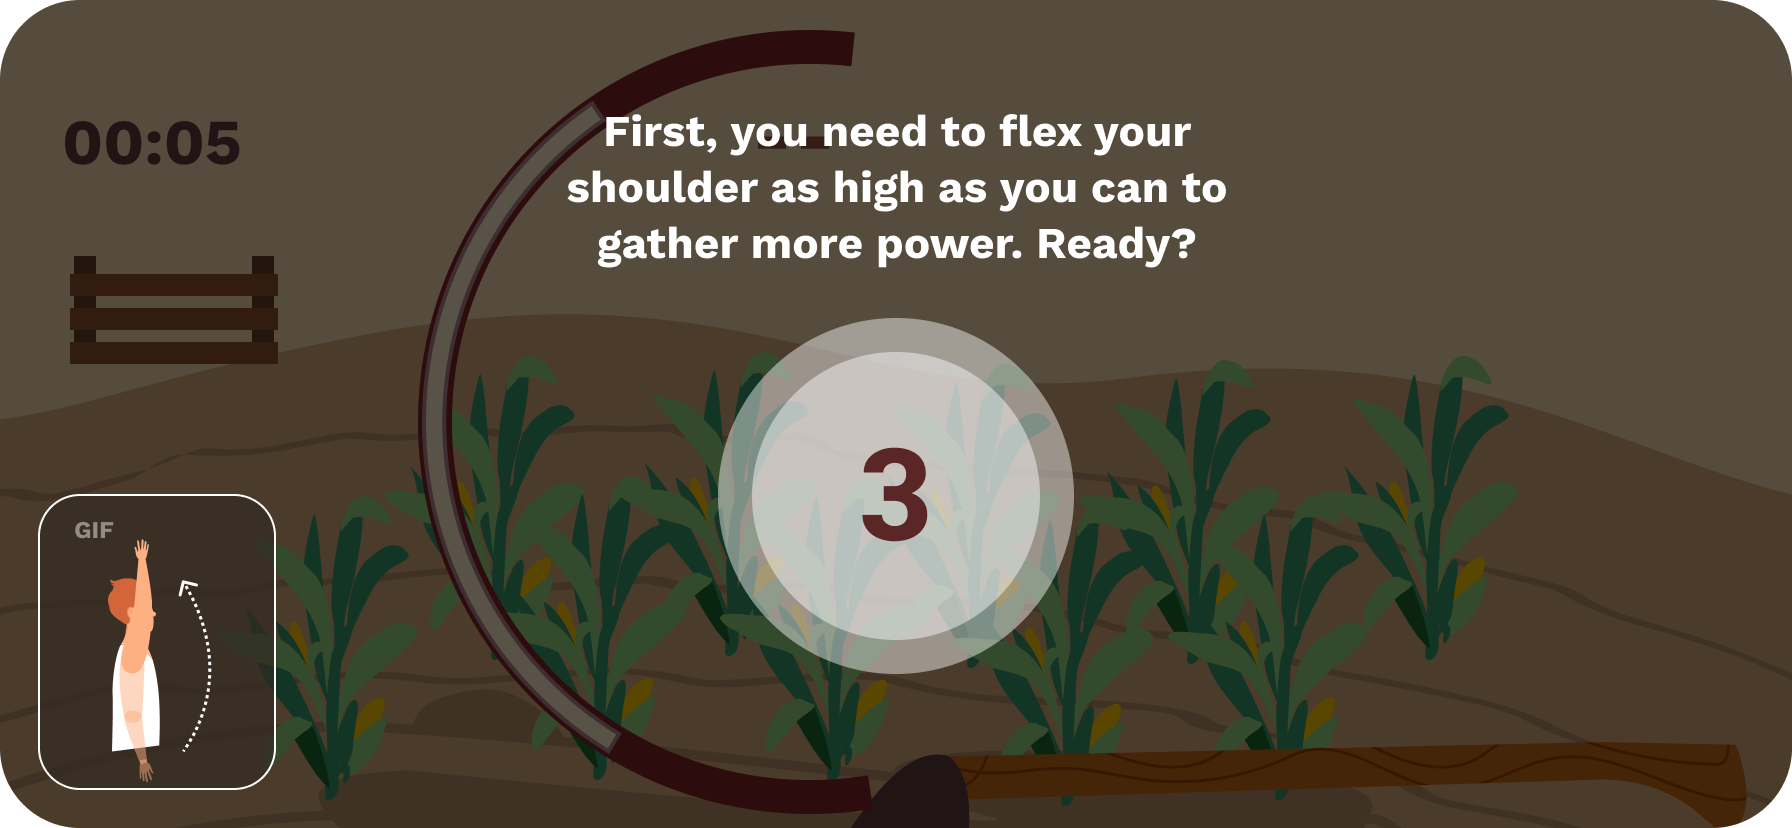 00:05
First, you need to flex your
shoulder as high as you can to
gather more power. Ready?
3
GIF